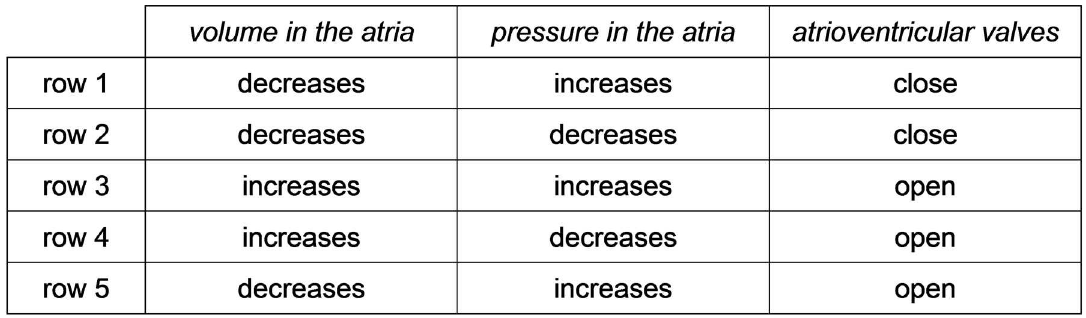 volume in the atria pressure in the atria atrioventricular valves
row 1 decreases increases close
row 2 decreases decreases close
row 3 increases increases open
row 4 increases decreases open
row 5 decreases increases open